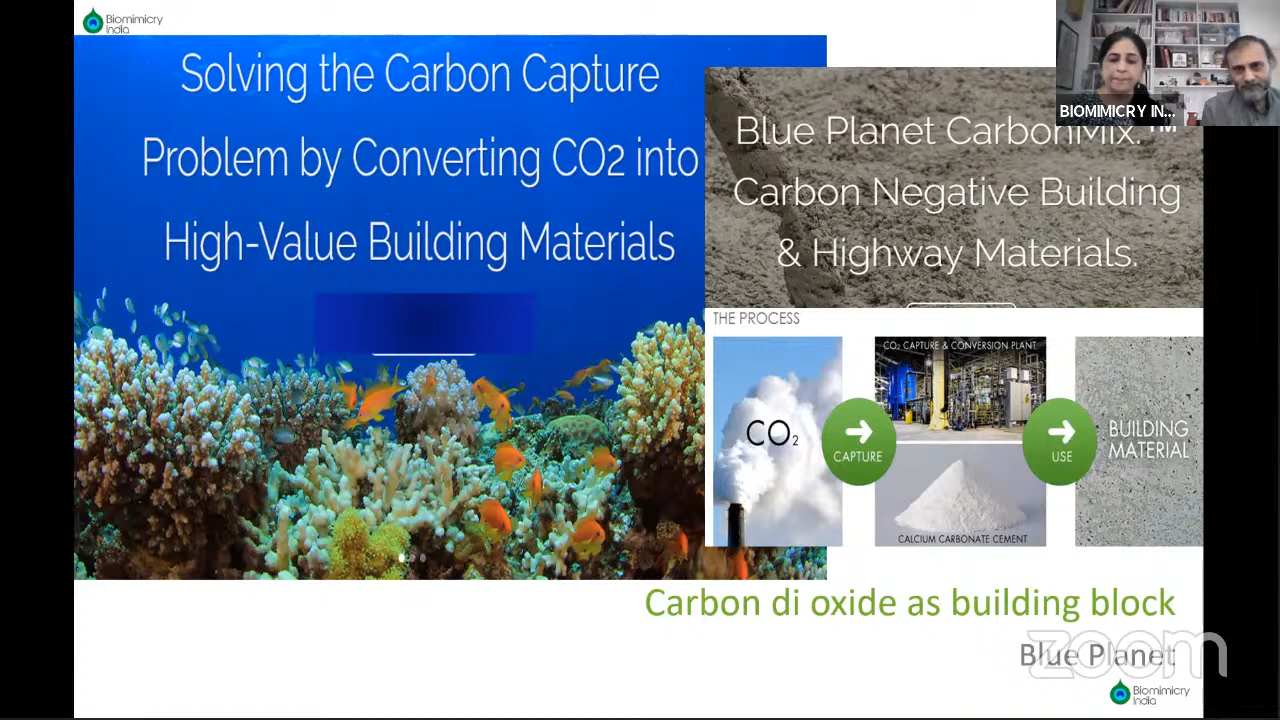 Biomimicry
India
Solving the Carbon Capture
Problem by Converting CO2 into
High-Value Building Materials
BIOMIMICRY IN...
Blue Planet CarbonMix.™
Carbon Negative Building
& Highway Materials.
THE PROCESS
CO₂
CAPTURE
CO₂ CAPTURE & CONVERSION PLANT
CALCIUM CARBONATE CEMENT
USE
BUILDING
MATERIAL
Carbon di oxide as building block
Blue Planet
zoom
Biomimicry
India